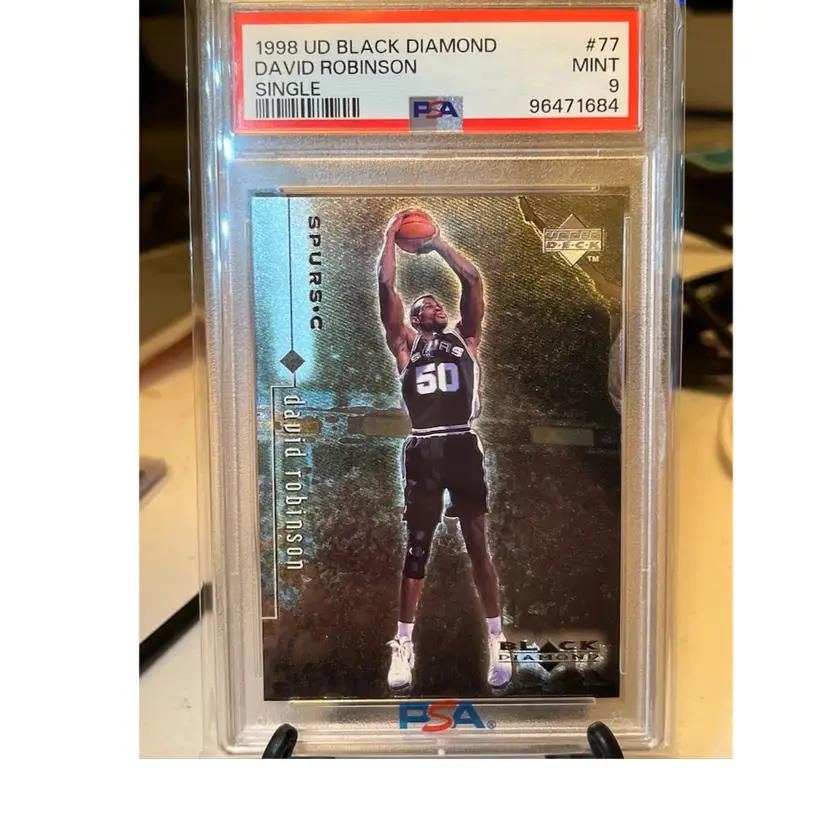 1998 UD BLACK DIAMOND #77
DAVID ROBINSON MINT
SINGLE 9
PSA 96471684
SPURS·C
UPPER
DECK
TM
SPURS
50
david robinson
BLACK
DIAMOND
PSA®